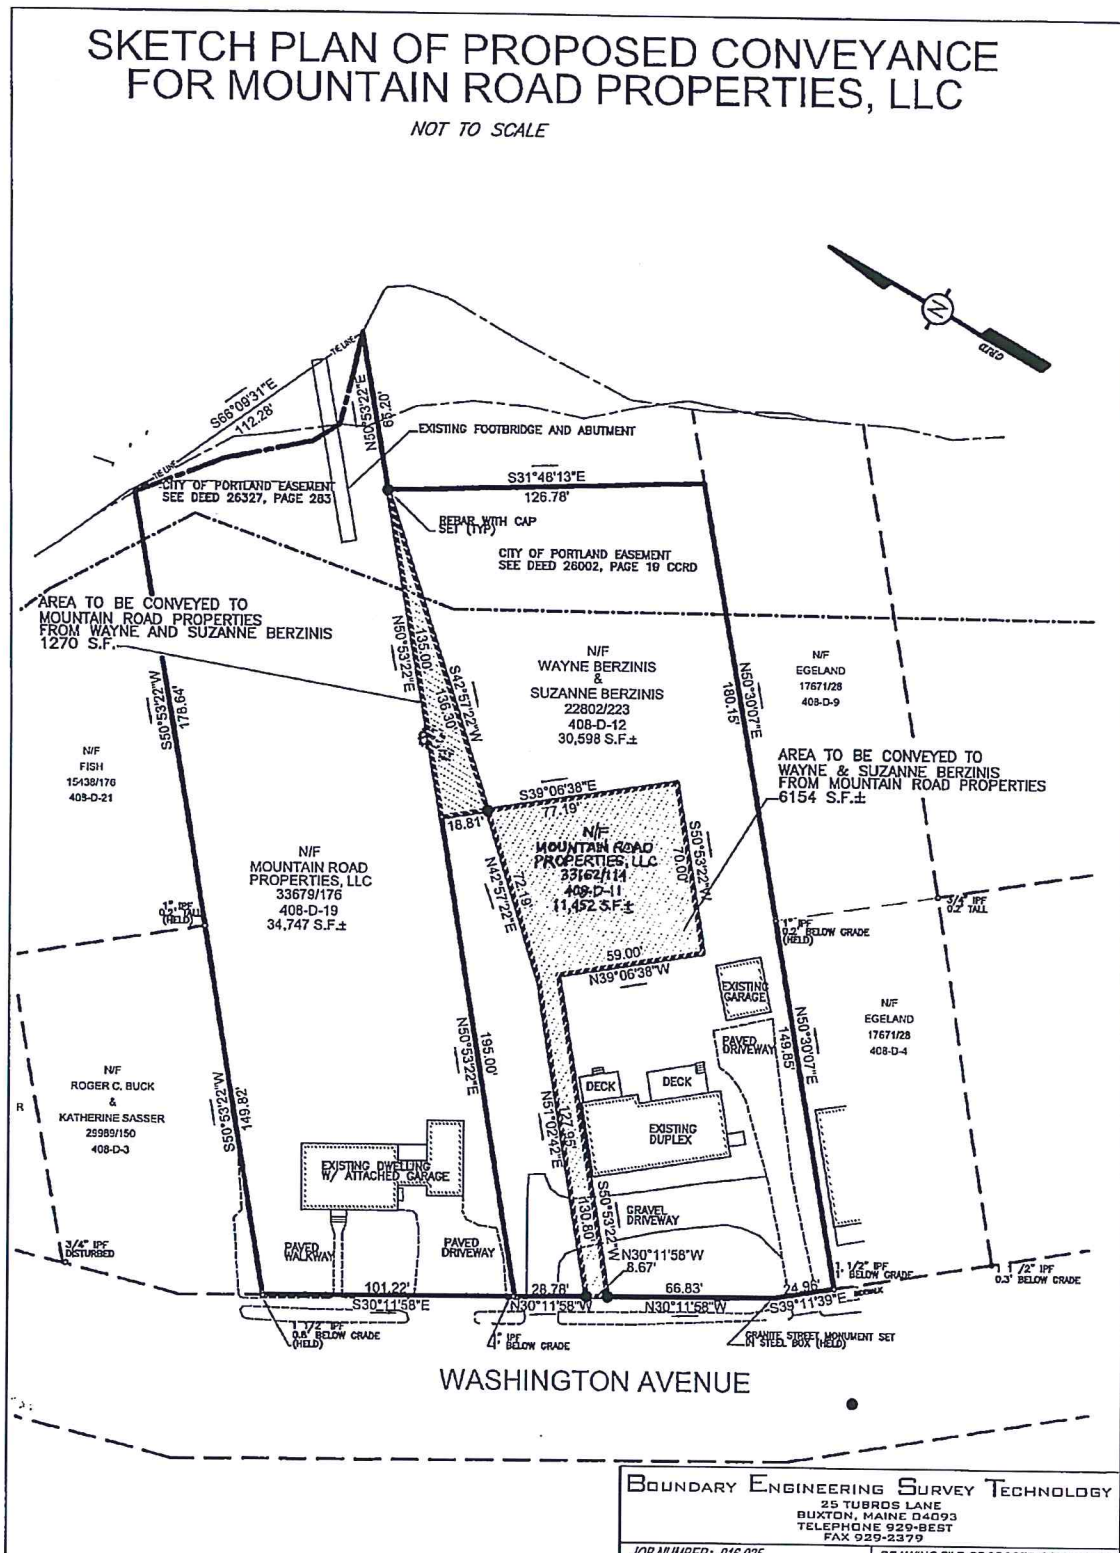 SKETCH PLAN OF PROPOSED CONVEYANCE
FOR MOUNTAIN ROAD PROPERTIES, LLC
NOT TO SCALE
N
GRID
TIE LINE
S66°09'31"E
112.28'
TIE LINE
N50°53'22"E
65.20'
EXISTING FOOTBRIDGE AND ABUTMENT
CITY OF PORTLAND EASEMENT
SEE DEED 26327, PAGE 283
S31°48'13"E
126.78'
REBAR WITH CAP
SET (TYP)
CITY OF PORTLAND EASEMENT
SEE DEED 26002, PAGE 19 CCRD
AREA TO BE CONVEYED TO
MOUNTAIN ROAD PROPERTIES
FROM WAYNE AND SUZANNE BERZINIS
1270 S.F.
N50°53'22"E
135.00'
136.30'
S42°57'22"W
N/F
WAYNE BERZINIS
&
SUZANNE BERZINIS
22802/223
408-D-12
30,598 S.F.±
N/F
EGELAND
17671/28
408-D-9
N50°30'07"E
180.15'
S50°53'22"W
178.64'
N/F
FISH
15438/176
408-D-21
AREA TO BE CONVEYED TO
WAYNE & SUZANNE BERZINIS
FROM MOUNTAIN ROAD PROPERTIES
6154 S.F.±
S39°06'38"E
77.19'
18.81'
N/F
MOUNTAIN ROAD
PROPERTIES, LLC
33162/114
408-D-11
11,452 S.F.±
S50°53'22"W
70.00'
N42°57'22"E
72.19'
N/F
MOUNTAIN ROAD
PROPERTIES, LLC
33679/176
408-D-19
34,747 S.F.±
1" IPF
0.2' TALL
(HELD)
3/4" IPF
0.2' TALL
1" IPF
0.2' BELOW GRADE
(HELD)
59.00'
N39°06'38"W
EXISTING
GARAGE
N/F
EGELAND
17671/28
408-D-4
N50°30'07"E
149.85'
PAVED
DRIVEWAY
N50°53'22"E
195.00'
N/F
ROGER C. BUCK
&
KATHERINE SASSER
29989/150
408-D-3
R
S50°53'22"W
149.82'
DECK
DECK
N51°02'42"E
127.95'
EXISTING
DUPLEX
EXISTING DWELLING
W/ ATTACHED GARAGE
130.80'
S50°53'22"W
GRAVEL
DRIVEWAY
3/4" IPF
DISTURBED
PAVED
WALKWAY
PAVED
DRIVEWAY
N30°11'58"W
8.67'
1 1/2" IPF
1' BELOW GRADE
1 1/2" IPF
0.3' BELOW GRADE
101.22'
S30°11'58"E
28.78'
N30°11'58"W
66.83'
N30°11'58"W
24.96'
S39°11'39"E
1 1/2" IPF
0.8' BELOW GRADE
(HELD)
IPF
BELOW GRADE
GRANITE STREET MONUMENT SET
IN STEEL BOX (HELD)
WASHINGTON AVENUE
BOUNDARY ENGINEERING SURVEY TECHNOLOGY
25 TUBROS LANE
BUXTON, MAINE 04093
TELEPHONE 929-BEST
FAX 929-2379